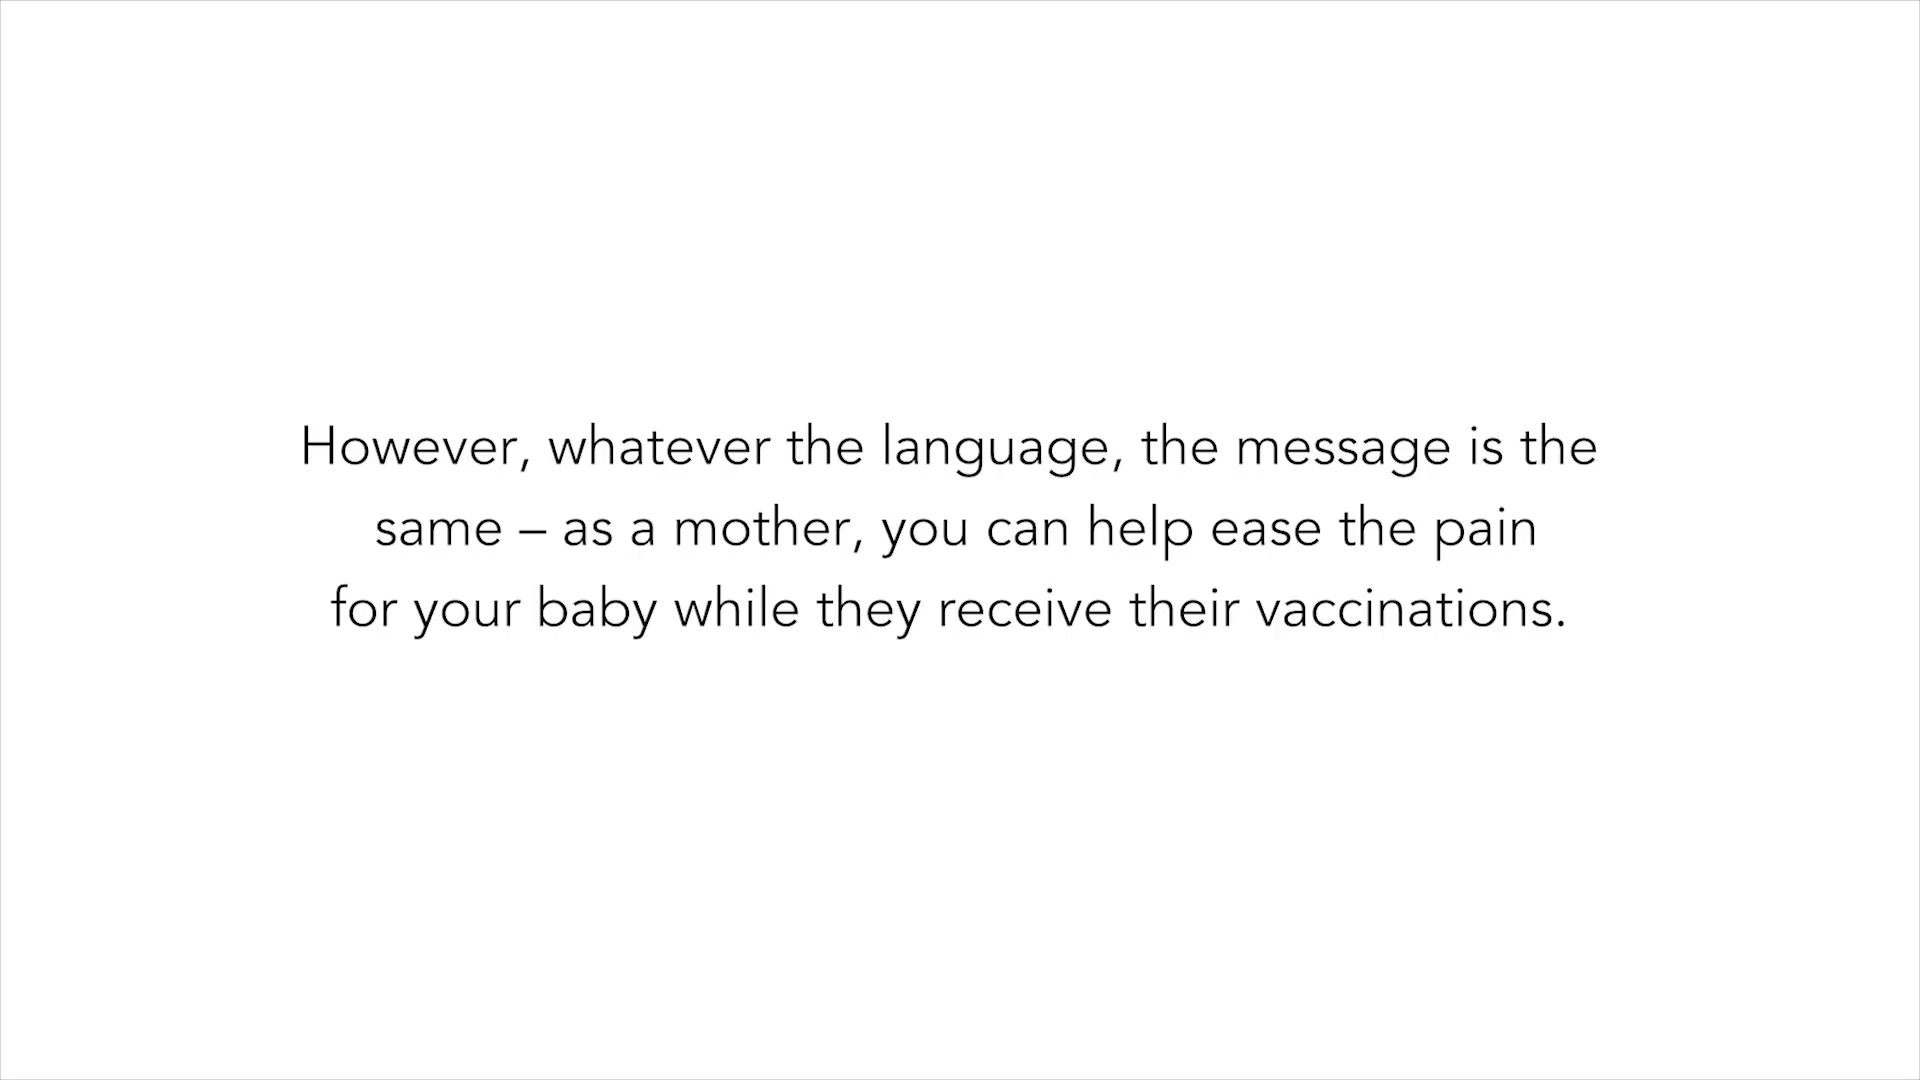 However, whatever the language, the message is the
same – as a mother, you can help ease the pain
for your baby while they receive their vaccinations.